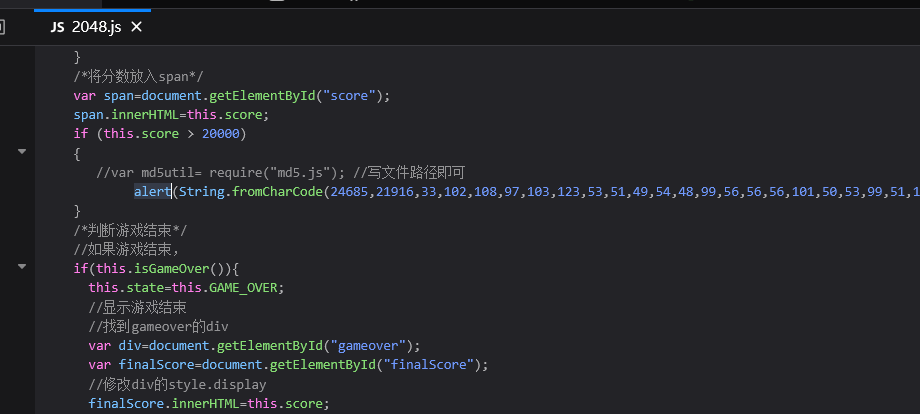 JS 2048.js ×
}
/*将分数放入span*/
var span=document.getElementById("score");
span.innerHTML=this.score;
if (this.score > 20000)
{
//var md5util= require("md5.js"); //写文件路径即可
alert(String.fromCharCode(24685,21916,33,102,108,97,103,123,53,51,49,54,48,99,56,56,56,101,50,53,99,51,1
}
/*判断游戏结束*/
//如果游戏结束,
if(this.isGameOver()){
this.state=this.GAME_OVER;
//显示游戏结束
//找到gameover的div
var div=document.getElementById("gameover");
var finalScore=document.getElementById("finalScore");
//修改div的style.display
finalScore.innerHTML=this.score;